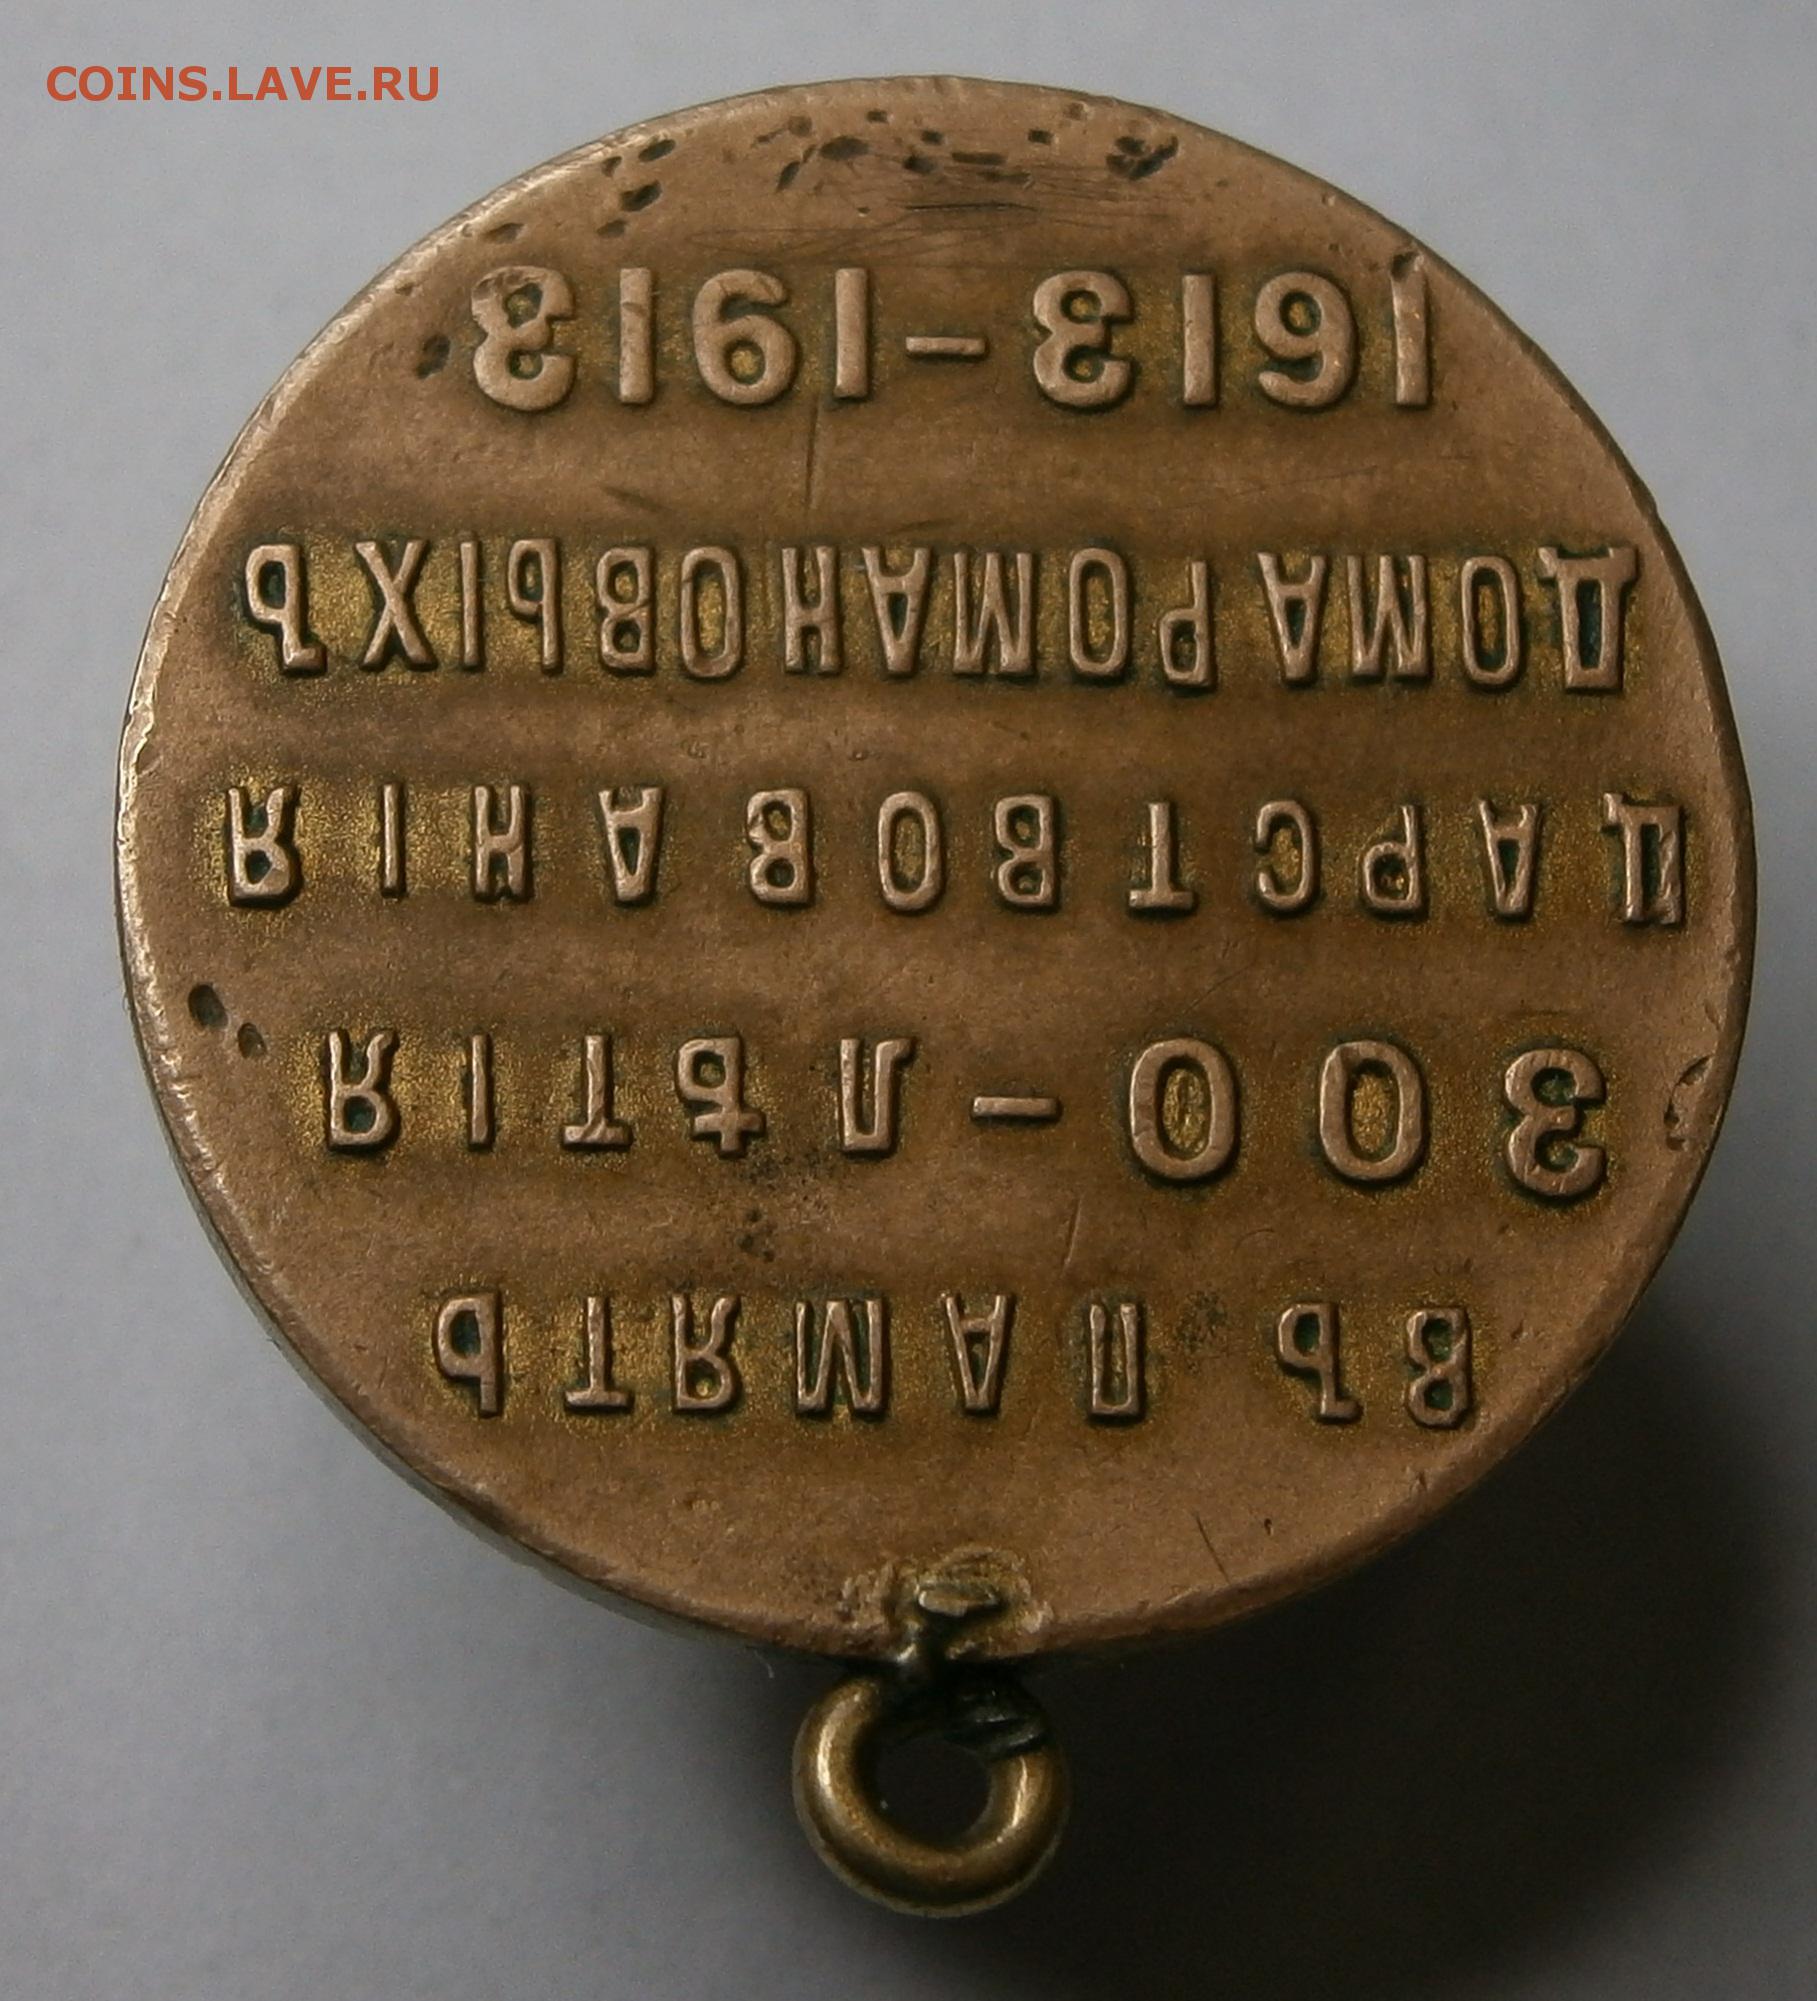 COINS.LAVE.RU
ВЪ ПАМЯТЬ
300-ЛѢТІЯ
ЦАРСТВОВАНІЯ
ДОМА РОМАНОВЫХЪ
1613-1913